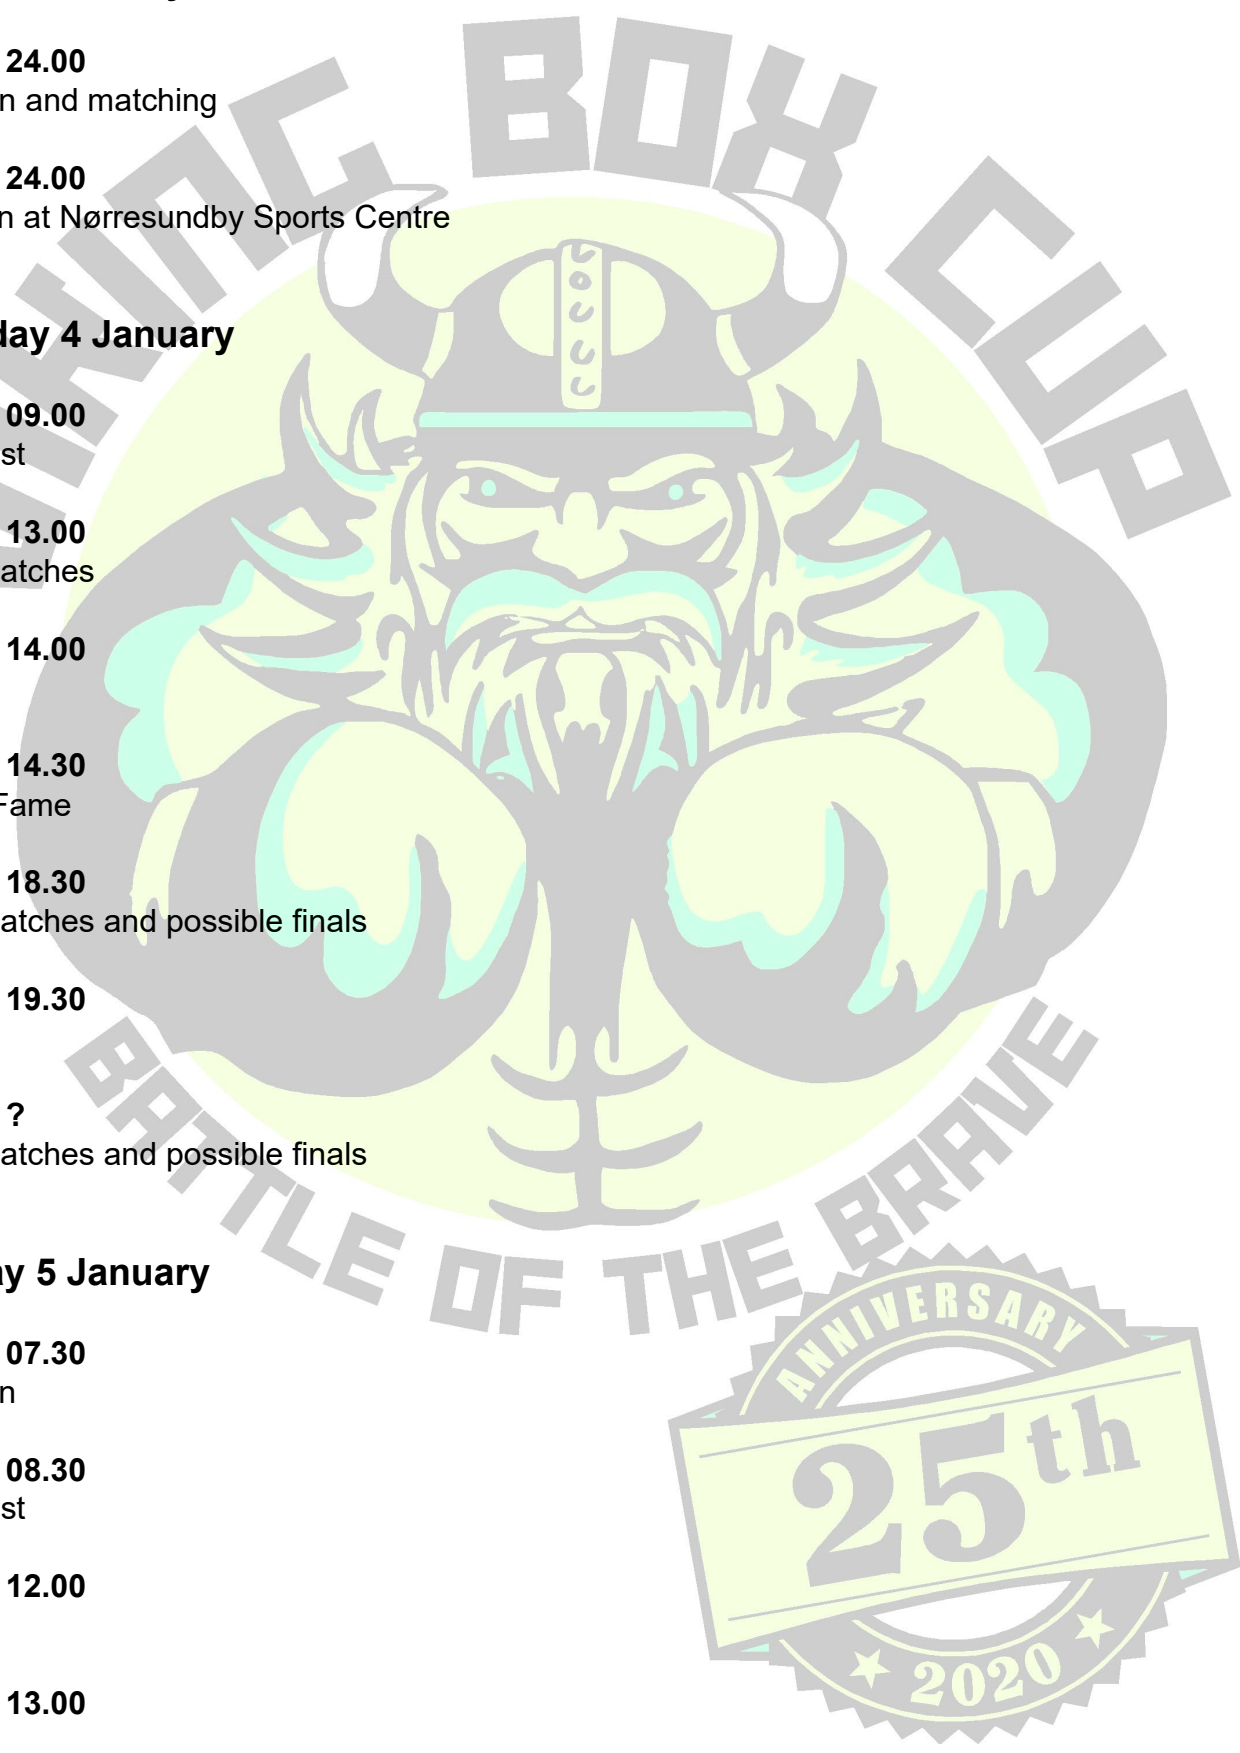 24.00
n and matching
24.00
n at Nørresundby Sports Centre
day 4 January
09.00
st
13.00
atches
14.00
14.30
Fame
18.30
atches and possible finals
19.30
?
atches and possible finals
y 5 January
07.30
n
08.30
st
12.00
13.00
VIKING BOX CUP
BATTLE OF THE BRAVE
ANNIVERSARY
25th
2020